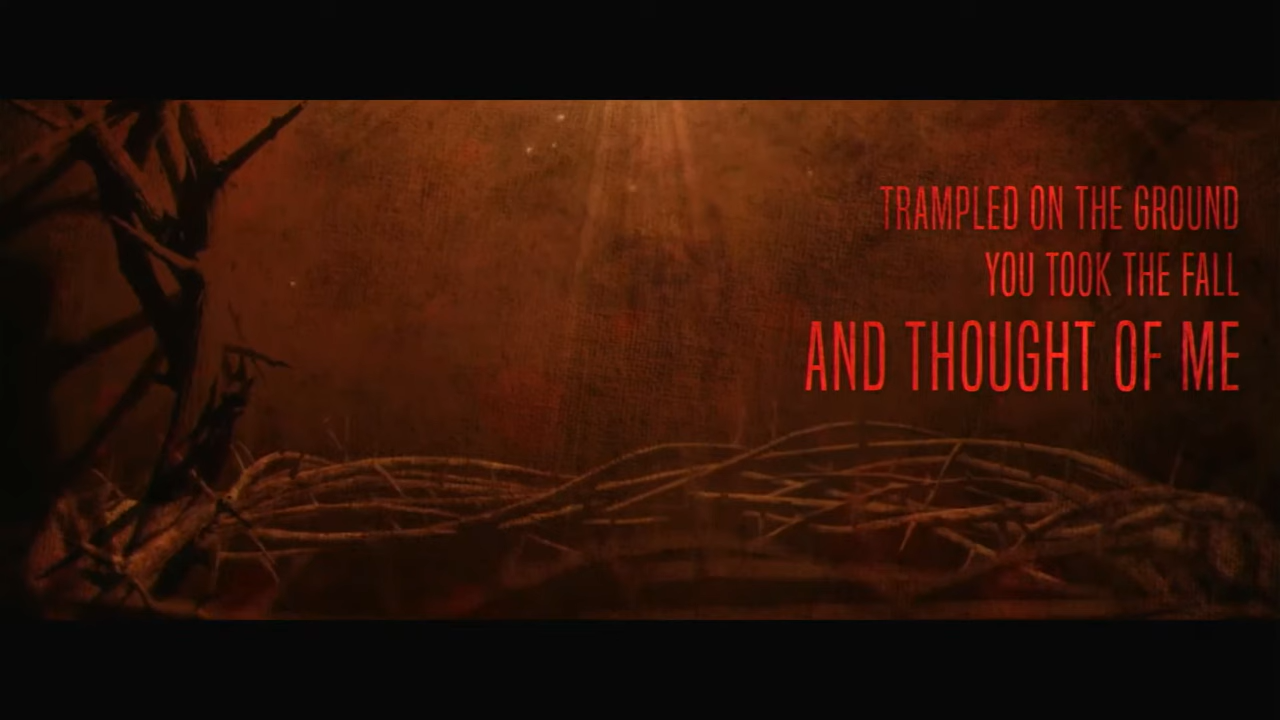 TRAMPLED ON THE GROUND
YOU TOOK THE FALL
AND THOUGHT OF ME